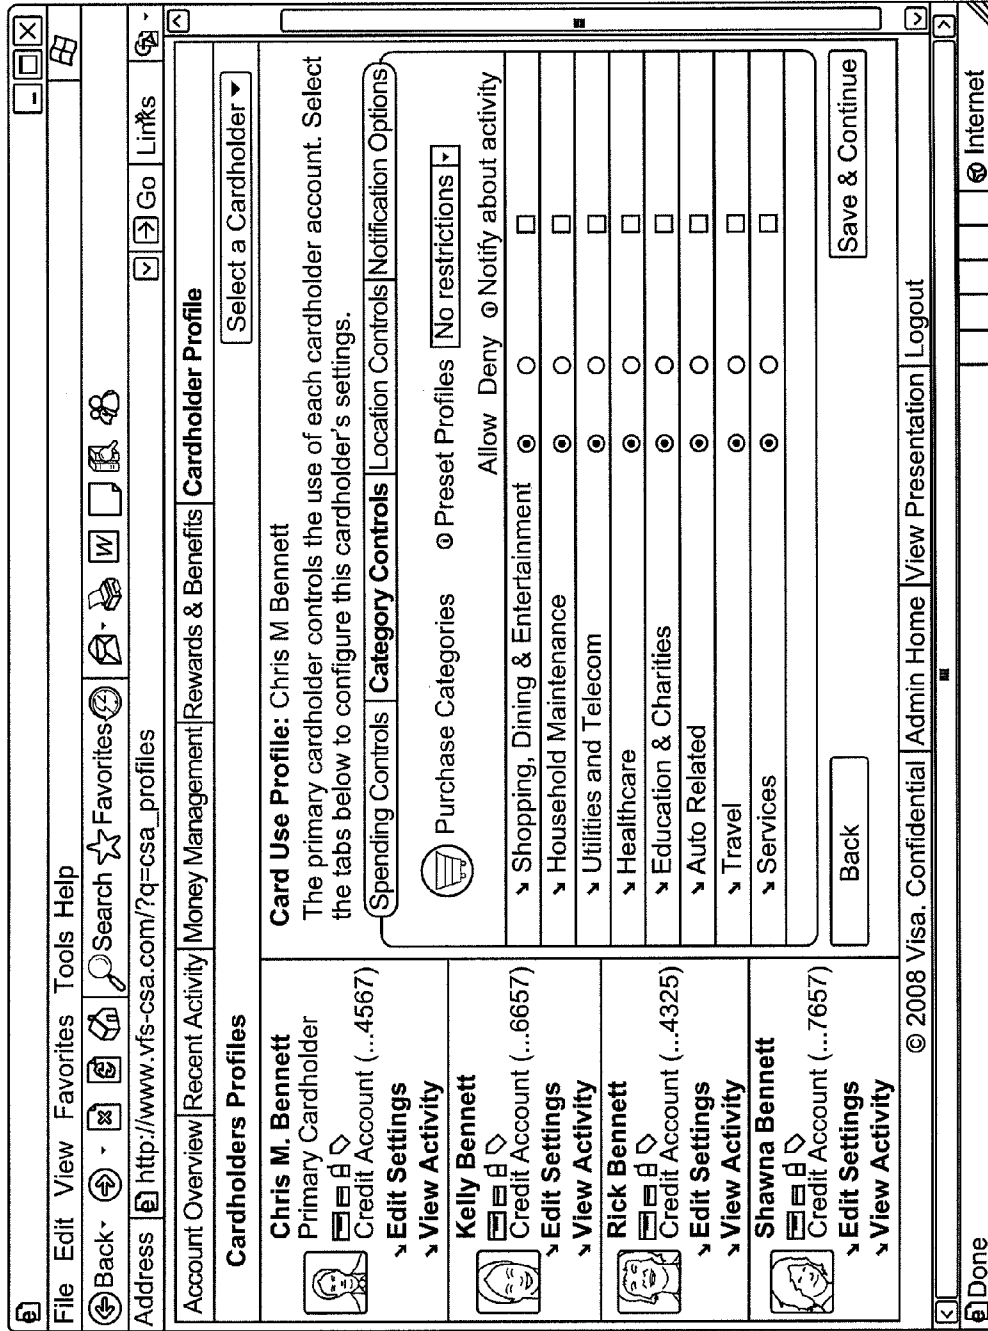 File Edit View Favorites Tools Help
Back Search Favorites W
Address http://www.vfs-csa.com/?q=csa_profiles Go Links
Account Overview Recent Activity Money Management Rewards & Benefits Cardholder Profile
Cardholders Profiles
Select a Cardholder
Chris M. Bennett
Primary Cardholder
Credit Account (...4567)
Edit Settings
View Activity
Kelly Bennett
Credit Account (...6657)
Edit Settings
View Activity
Rick Bennett
Credit Account (...4325)
Edit Settings
View Activity
Shawna Bennett
Credit Account (...7657)
Edit Settings
View Activity
Card Use Profile: Chris M Bennett
The primary cardholder controls the use of each cardholder account. Select
the tabs below to configure this cardholder's settings.
Spending Controls Category Controls Location Controls Notification Options
Purchase Categories Preset Profiles No restrictions
Allow Deny Notify about activity
Shopping, Dining & Entertainment
Household Maintenance
Utilities and Telecom
Healthcare
Education & Charities
Auto Related
Travel
Services
Back Save & Continue
© 2008 Visa. Confidential Admin Home View Presentation Logout
Done Internet